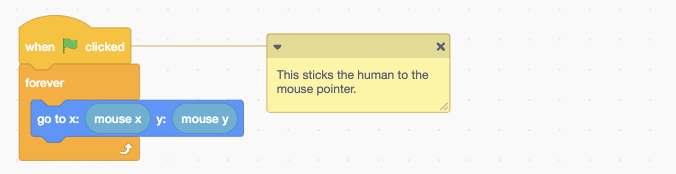 when clicked
This sticks the human to the
mouse pointer.
forever
go to x: mouse x y: mouse y